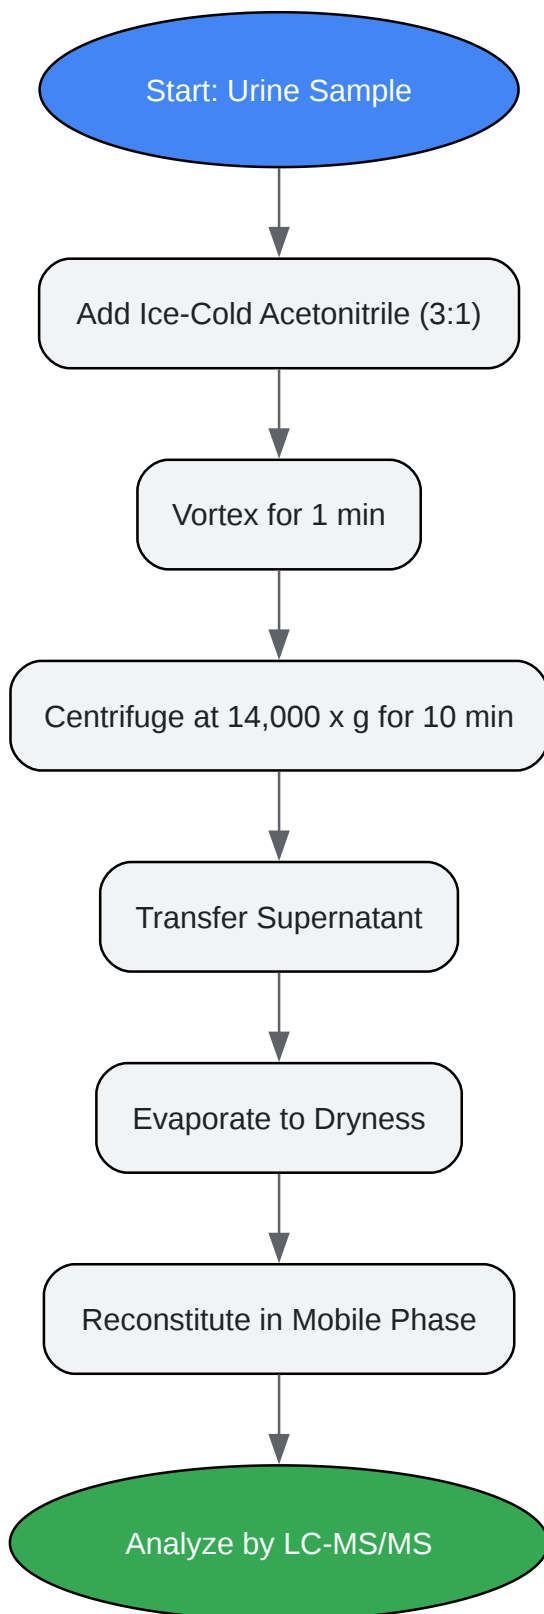 Start: Urine Sample
Add Ice-Cold Acetonitrile (3:1)
Vortex for 1 min
Centrifuge at 14,000 x g for 10 min
Transfer Supernatant
Evaporate to Dryness
Reconstitute in Mobile Phase
Analyze by LC-MS/MS